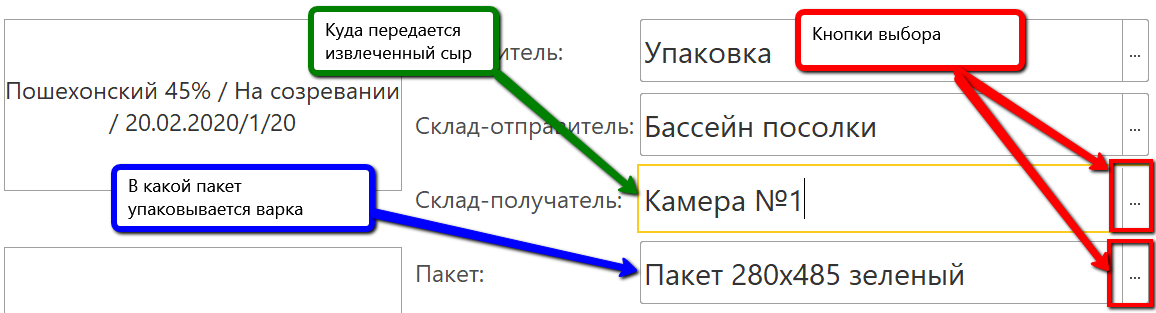 Куда передается
извлеченный сыр
итель:
Упаковка
...
Кнопки выбора
Пошехонский 45% / На созревании
/ 20.02.2020/1/20
Склад-отправитель:
Бассейн посолки
...
В какой пакет
упаковывается варка
Склад-получатель:
Камера №1
...
Пакет:
Пакет 280x485 зеленый
...